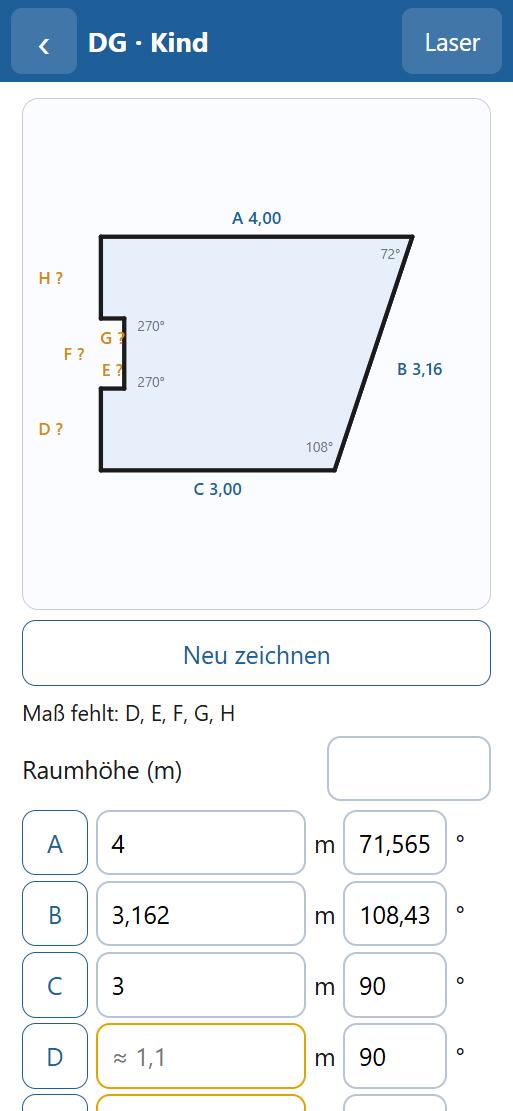 ‹ DG · Kind Laser
A 4,00
72°
H ?
270°
G ?
F ?
B 3,16
E ?
270°
D ?
108°
C 3,00
Neu zeichnen
Maß fehlt: D, E, F, G, H
Raumhöhe (m)
A 4 m 71,565 °
B 3,162 m 108,43 °
C 3 m 90 °
D ≈ 1,1 m 90 °